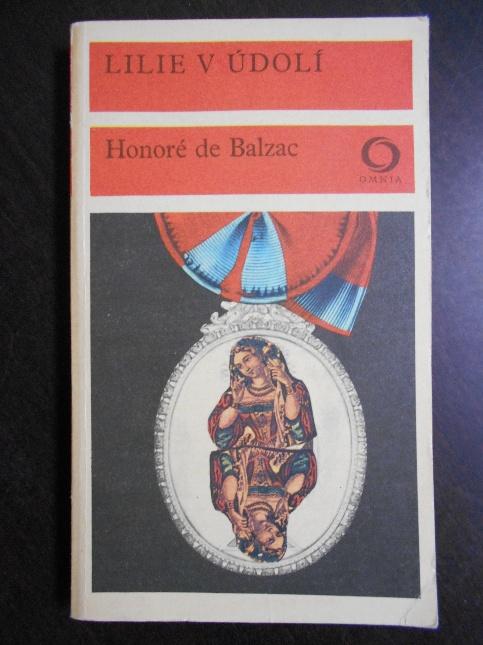 LILIE V ÚDOLÍ
Honoré de Balzac
OMNIA